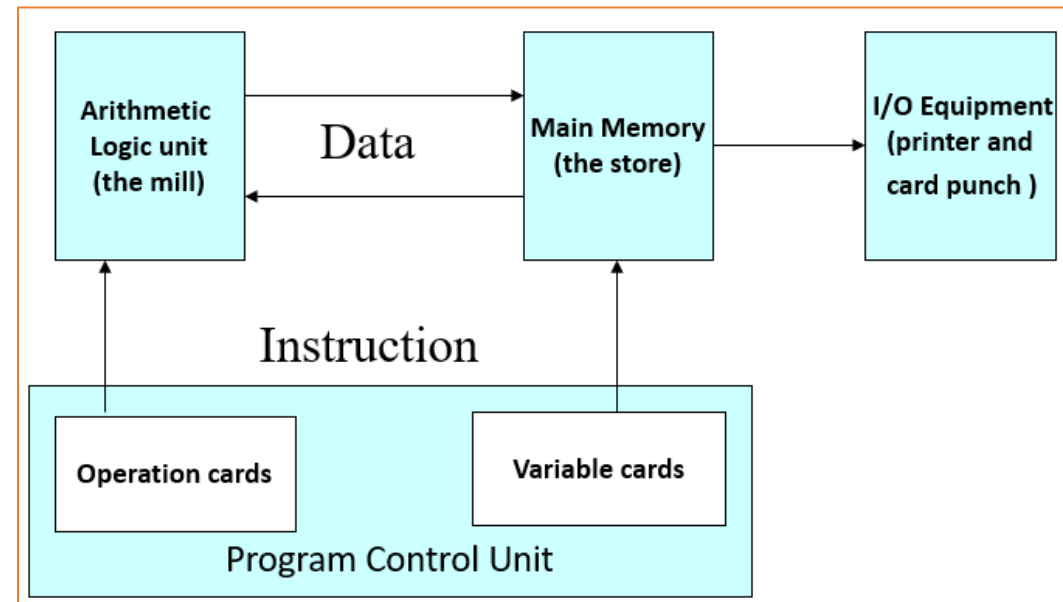 Arithmetic
Logic unit
(the mill)
Data
Main Memory
(the store)
I/O Equipment
(printer and
card punch )
Instruction
Operation cards
Variable cards
Program Control Unit